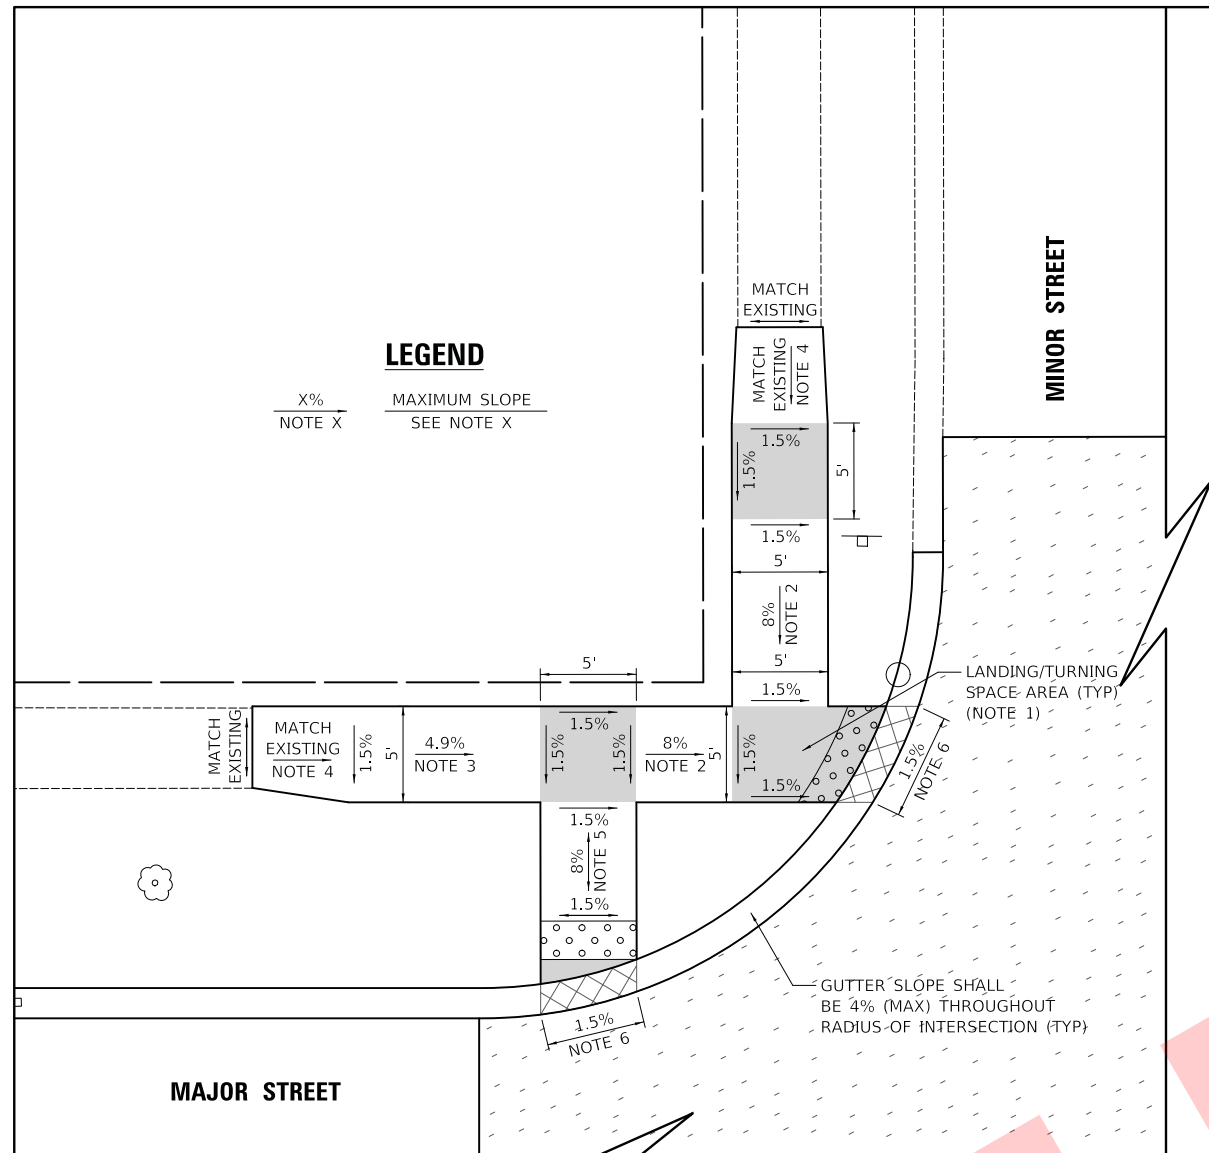 MATCH
EXISTING
MATCH
EXISTING
NOTE 4
MINOR STREET
LEGEND
X%
NOTE X
MAXIMUM SLOPE
SEE NOTE X
1.5%
1.5%
5'
1.5%
5'
8%
NOTE 2
5'
5'
1.5%
LANDING/TURNING
SPACE AREA (TYP)
(NOTE 1)
MATCH
EXISTING
MATCH
EXISTING
NOTE 4
1.5%
5'
4.9%
NOTE 3
1.5%
1.5%
1.5%
8%
NOTE 2
5'
1.5%
1.5%
1.5%
NOTE 6
1.5%
8%
NOTE 5
1.5%
GUTTER SLOPE SHALL
BE 4% (MAX) THROUGHOUT
RADIUS OF INTERSECTION (TYP)
1.5%
NOTE 6
MAJOR STREET